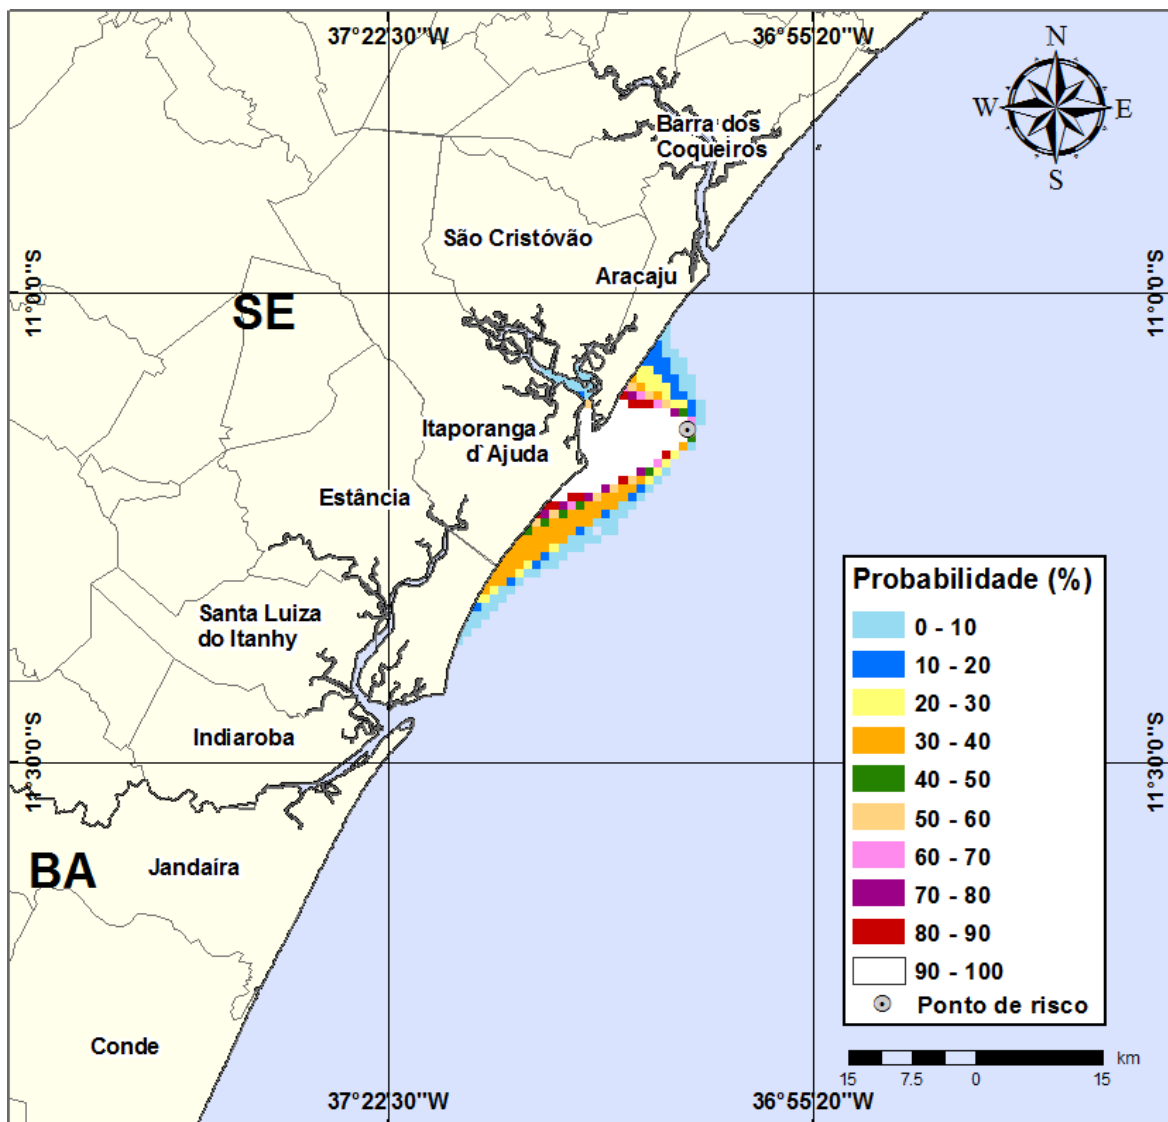 37°22'30"W
36°55'20"W
N
W
E
S
Barra dos
Coqueiros
São Cristóvão
Aracaju
11°0'0"S
11°0'0"S
SE
Itaporanga
d`Ajuda
Estância
Santa Luiza
do Itanhy
Indiaroba
11°30'0"S
11°30'0"S
BA
Jandaíra
Conde
Probabilidade (%)
0 - 10
10 - 20
20 - 30
30 - 40
40 - 50
50 - 60
60 - 70
70 - 80
80 - 90
90 - 100
Ponto de risco
km
15 7.5 0 15
37°22'30"W
36°55'20"W